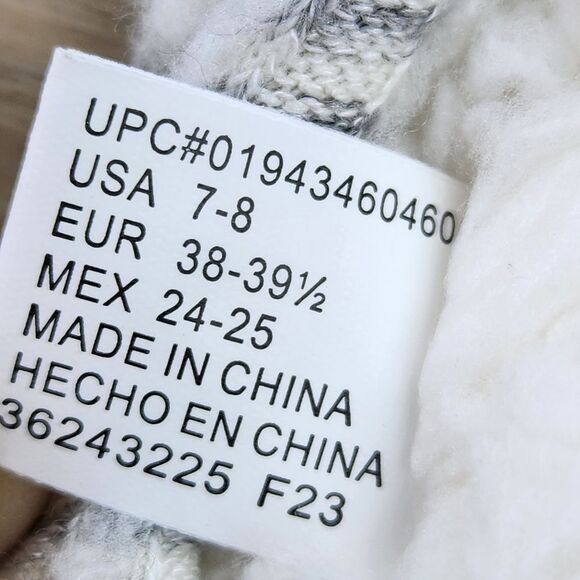 UPC#01943460460
USA 7-8
EUR 38-39½
MEX 24-25
MADE IN CHINA
HECHO EN CHINA
36243225 F23